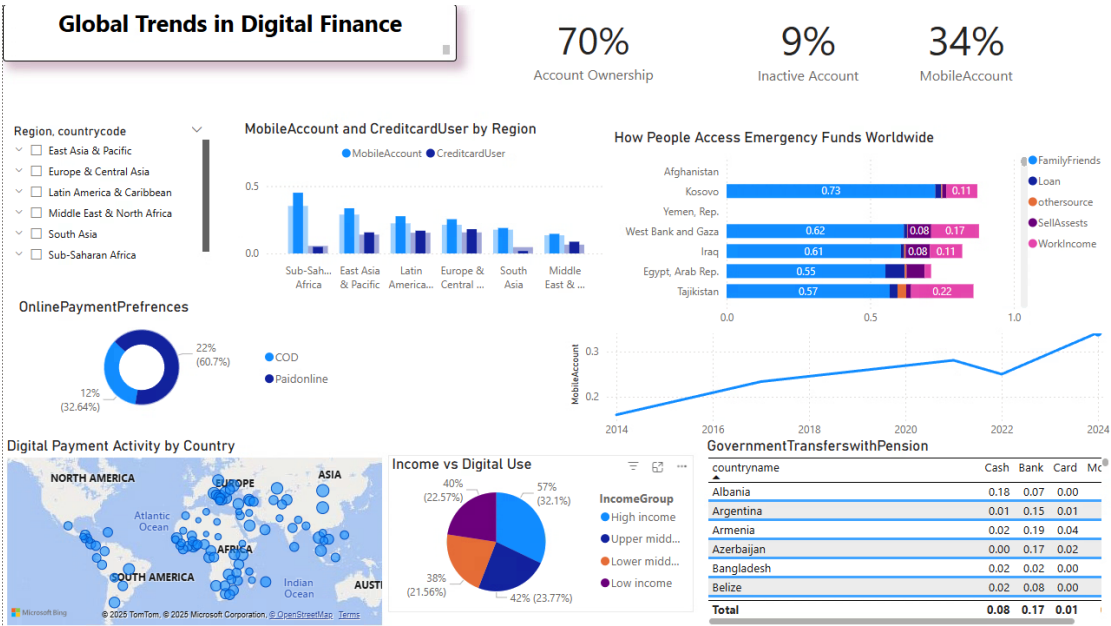 Global Trends in Digital Finance
70%
Account Ownership
9%
Inactive Account
34%
MobileAccount
Region, countrycode
East Asia & Pacific
Europe & Central Asia
Latin America & Caribbean
Middle East & North Africa
South Asia
Sub-Saharan Africa
MobileAccount and CreditcardUser by Region
MobileAccount CreditcardUser
0.5
0.0
Sub-Sah... Africa
East Asia & Pacific
Latin America...
Europe & Central ...
South Asia
Middle East & ...
How People Access Emergency Funds Worldwide
Afghanistan
Kosovo 0.73 0.11
Yemen, Rep.
West Bank and Gaza 0.62 0.08 0.17
Iraq 0.61 0.08 0.11
Egypt, Arab Rep. 0.55
Tajikistan 0.57 0.22
0.0 0.5 1.0
FamilyFriends
Loan
othersource
SellAssests
WorkIncome
OnlinePaymentPrefrences
22%
(60.7%)
12%
(32.64%)
COD
Paidonline
MobileAccount
0.3
0.2
2014 2016 2018 2020 2022 2024
Digital Payment Activity by Country
NORTH AMERICA
EUROPE
ASIA
Atlantic
Ocean
AFRICA
SOUTH AMERICA
Indian
Ocean
AUSTI
Microsoft Bing
© 2025 TomTom, © 2025 Microsoft Corporation, © OpenStreetMap Terms
Income vs Digital Use
40%
(22.57%)
57%
(32.1%)
38%
(21.56%)
42% (23.77%)
IncomeGroup
High income
Upper midd...
Lower midd...
Low income
GovernmentTransferswithPension
countryname Cash Bank Card Mc
Albania 0.18 0.07 0.00
Argentina 0.01 0.15 0.01
Armenia 0.02 0.19 0.04
Azerbaijan 0.00 0.17 0.02
Bangladesh 0.02 0.02 0.00
Belize 0.02 0.08 0.00
Total 0.08 0.17 0.01